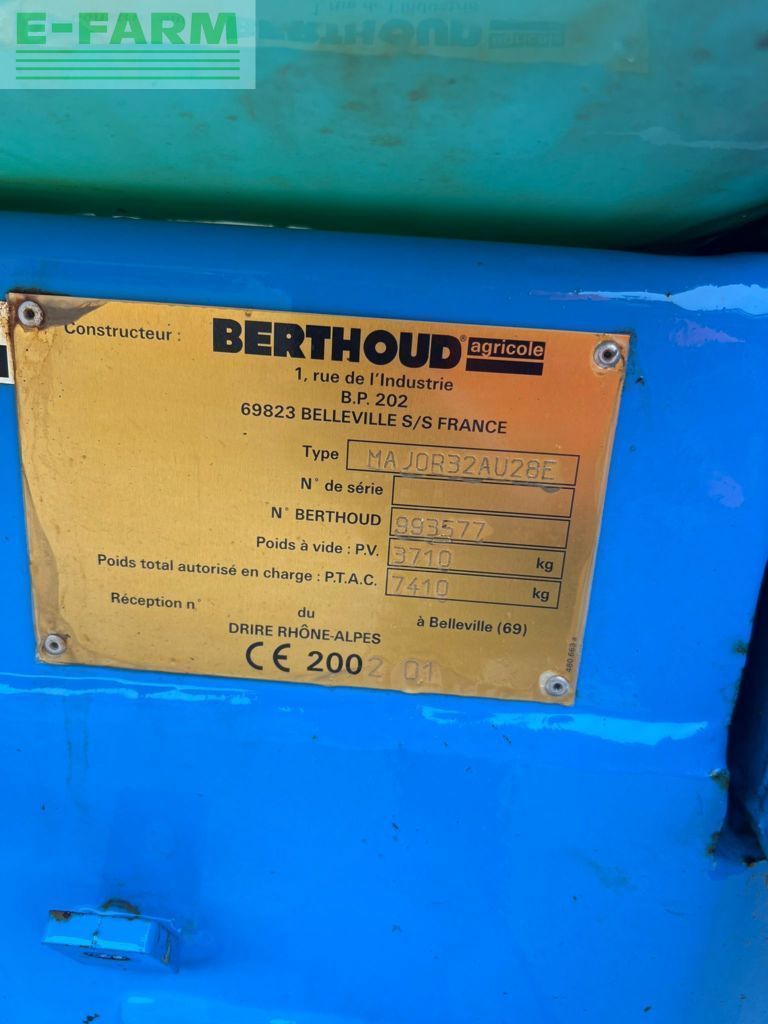 E-FARM
Constructeur : BERTHOUD® agricole
1, rue de l'Industrie
B.P. 202
69823 BELLEVILLE S/S FRANCE
Type MAJOR32AU28E
N° de série
N° BERTHOUD 993577
Poids à vide : P.V. 3710 kg
Poids total autorisé en charge : P.T.A.C. 7410 kg
Réception n° du à Belleville (69)
DRIRE RHÔNE-ALPES
CE 2002 01